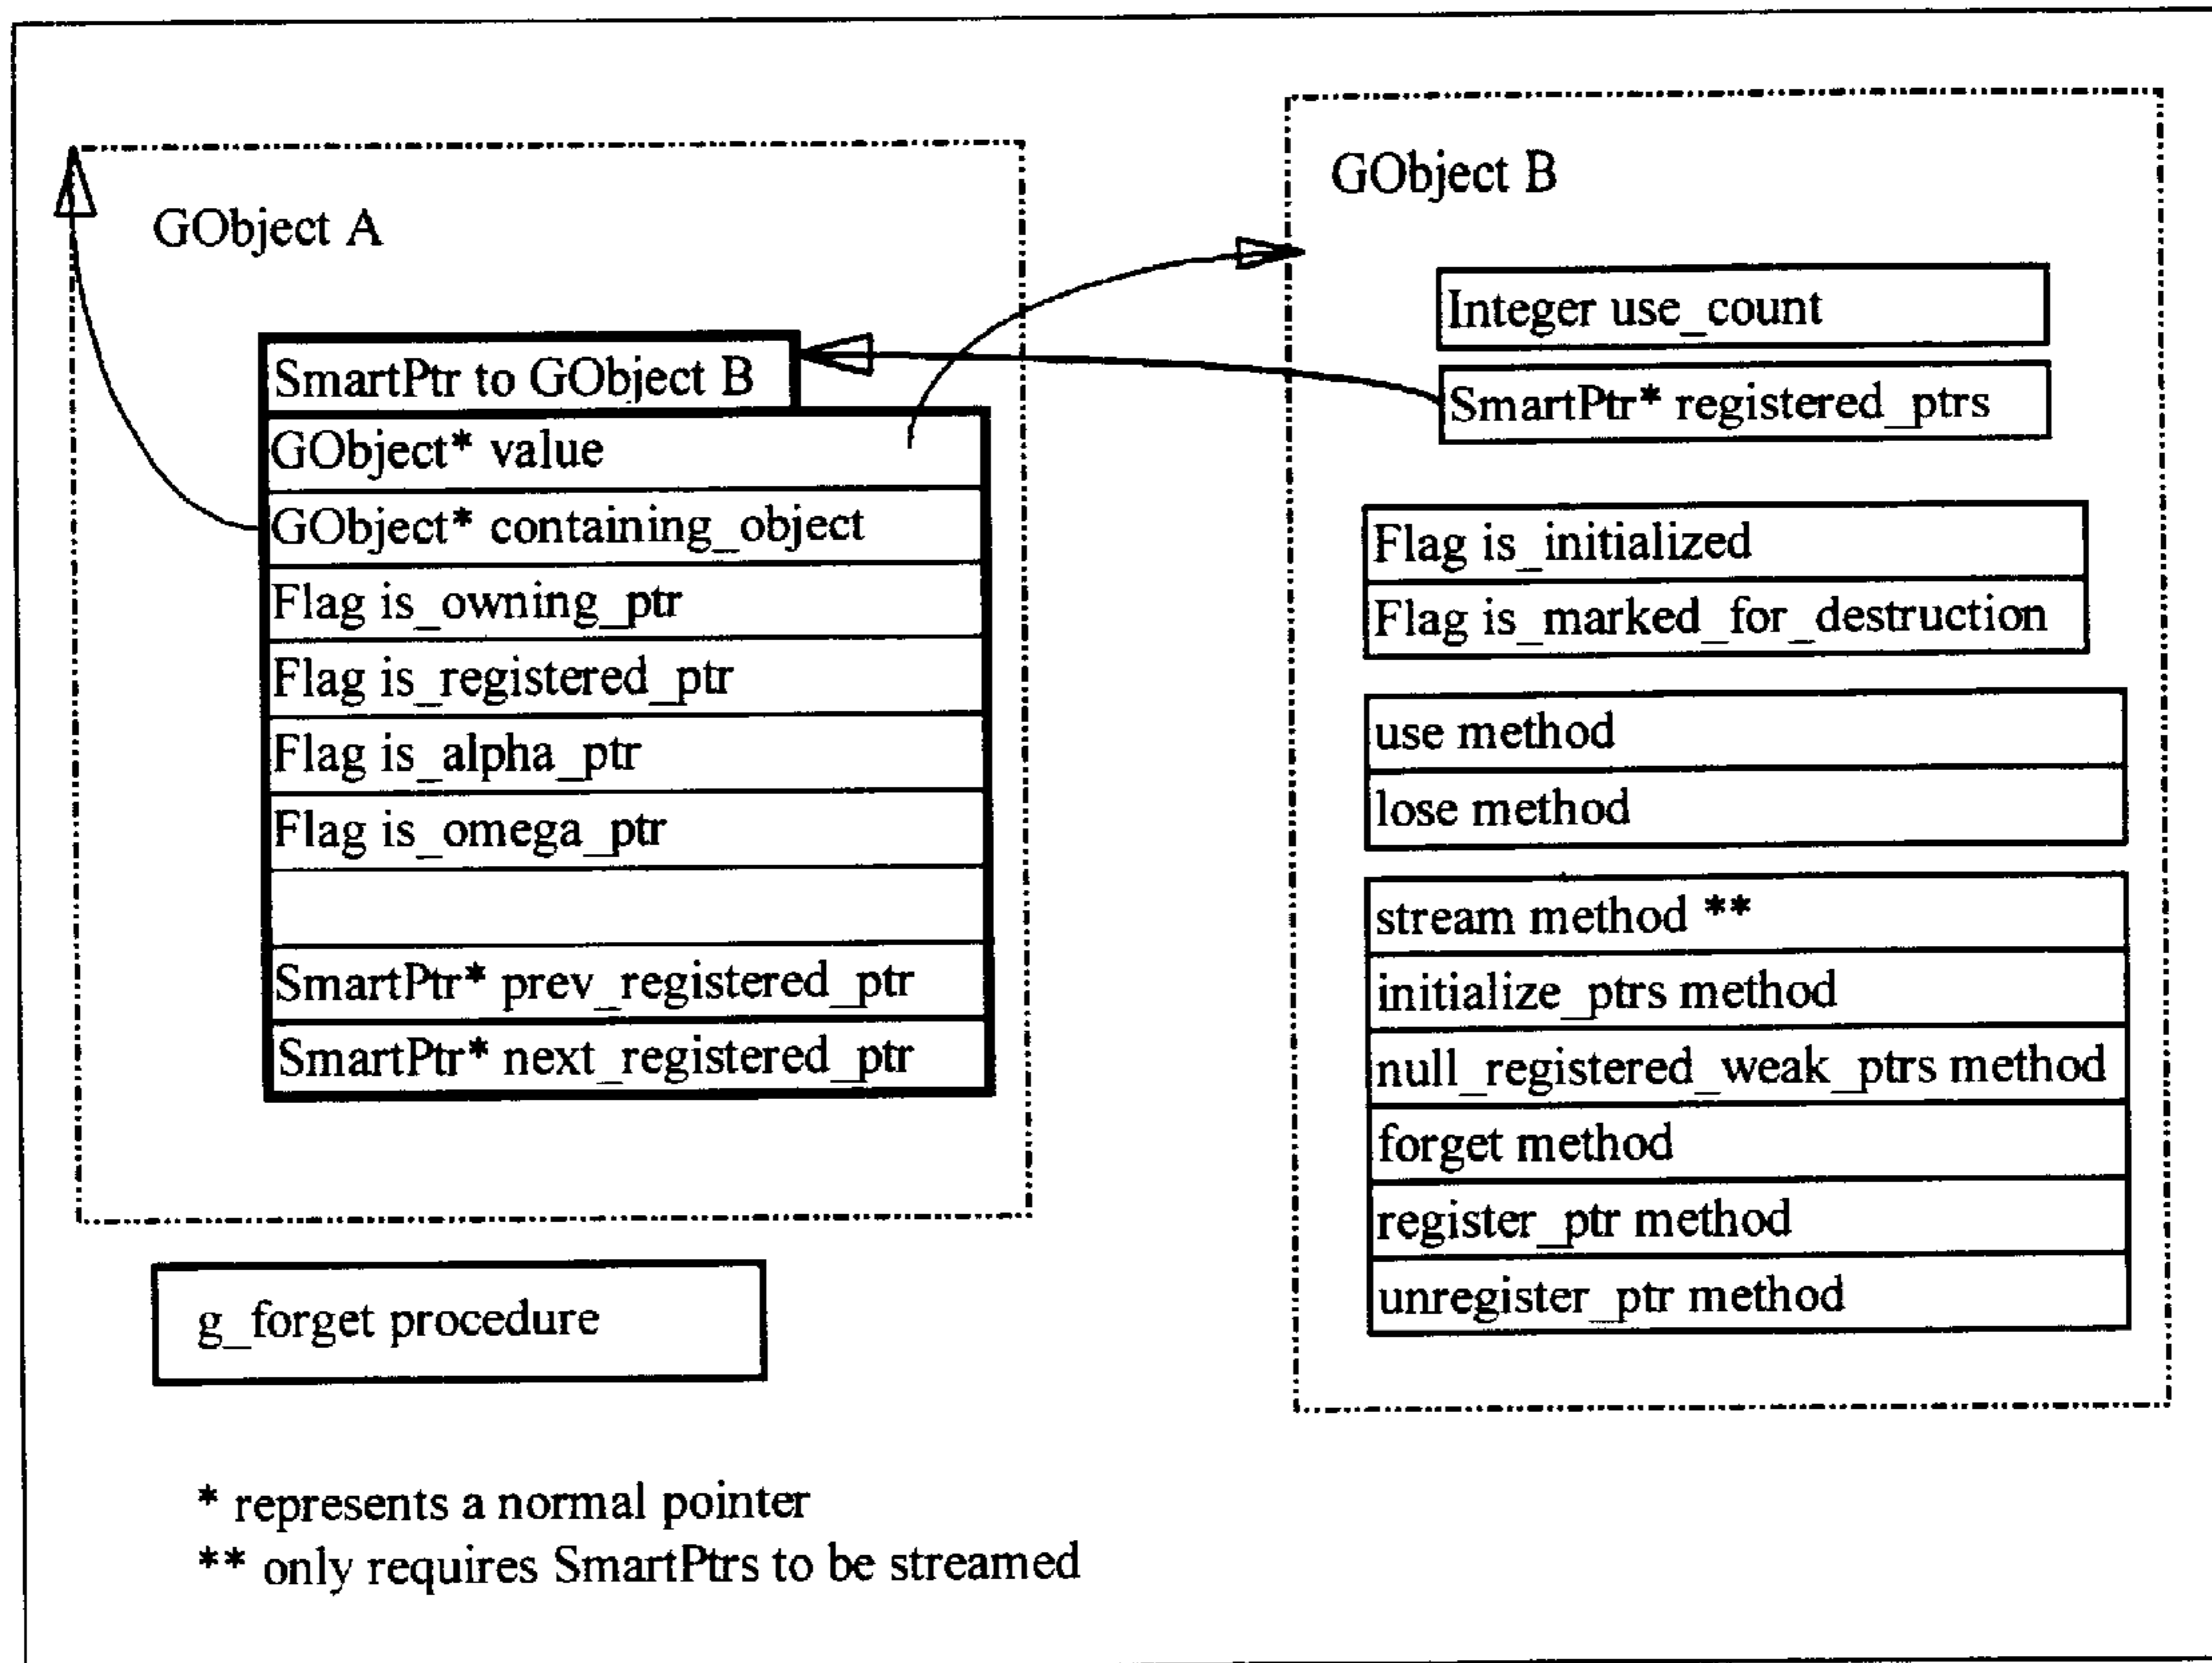 GObject A
SmartPtr to GObject B
GObject* value
GObject* containing_object
Flag is_owning_ptr
Flag is_registered_ptr
Flag is_alpha_ptr
Flag is_omega_ptr
SmartPtr* prev_registered_ptr
SmartPtr* next_registered_ptr
g_forget procedure
GObject B
Integer use_count
SmartPtr* registered_ptrs
Flag is_initialized
Flag is_marked_for_destruction
use method
lose method
stream method **
initialize_ptrs method
null_registered_weak_ptrs method
forget method
register_ptr method
unregister_ptr method
* represents a normal pointer
** only requires SmartPtrs to be streamed